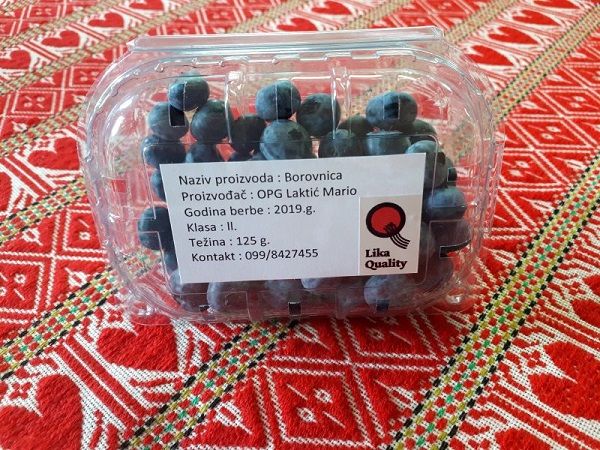 Naziv proizvoda : Borovnica
Proizvođač : OPG Laktić Mario
Godina berbe : 2019.g.
Klasa : II.
Težina : 125 g.
Kontakt : 099/8427455
Lika
Quality